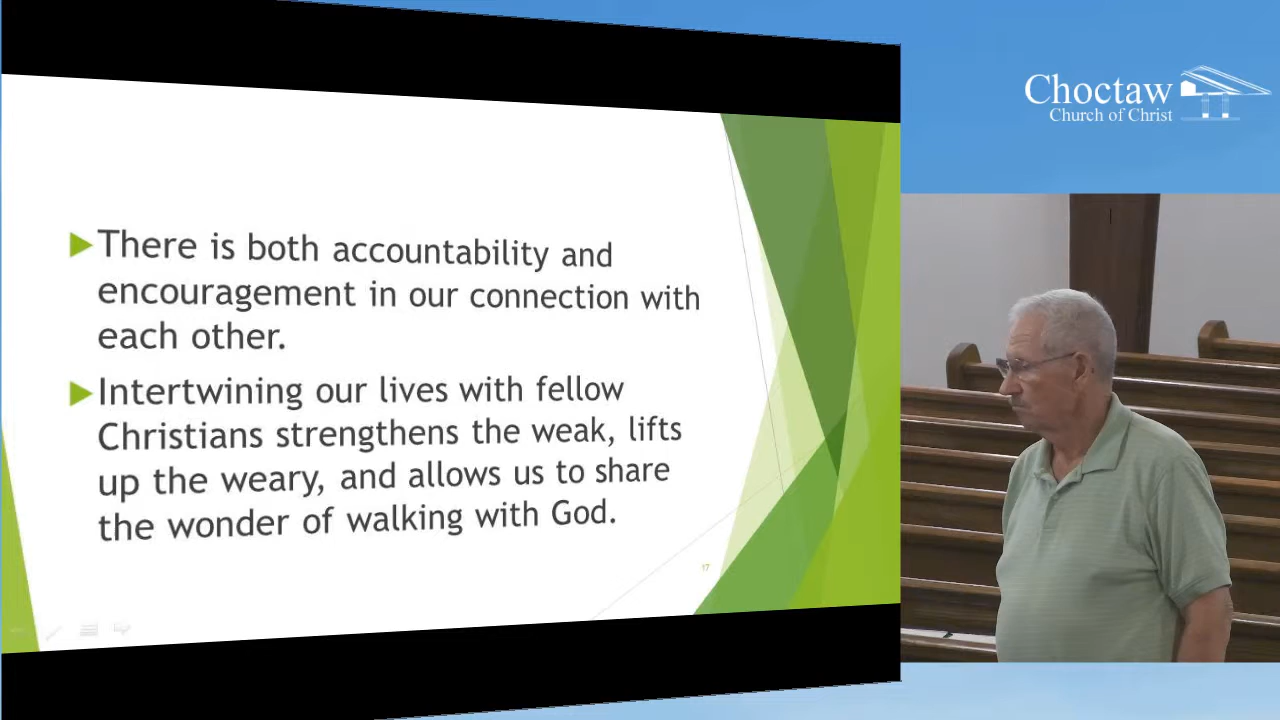 Choctaw
Church of Christ
There is both accountability and
encouragement in our connection with
each other.
Intertwining our lives with fellow
Christians strengthens the weak, lifts
up the weary, and allows us to share
the wonder of walking with God.
17